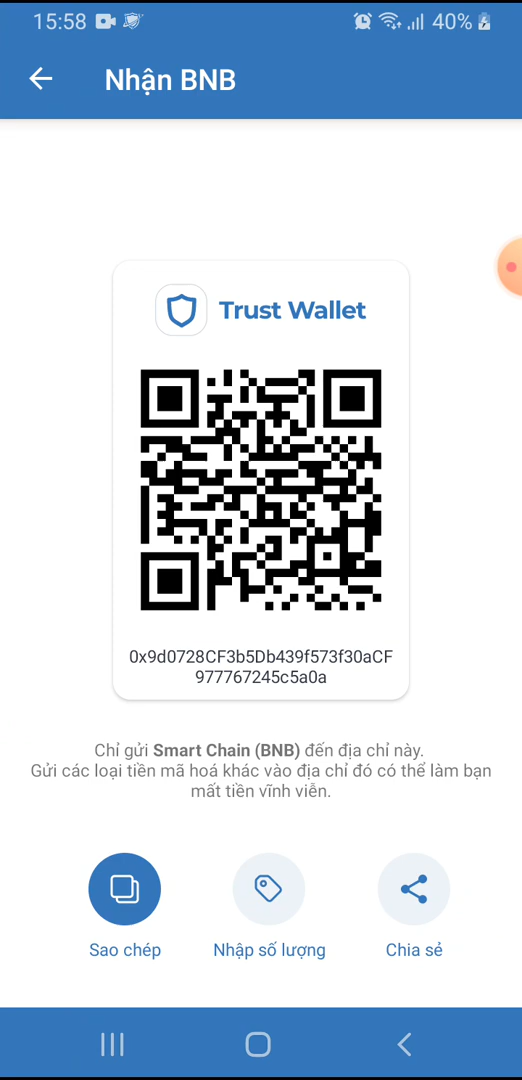 15:58 40%
Nhận BNB
Trust Wallet
0x9d0728CF3b5Db439f573f30aCF
977767245c5a0a
Chỉ gửi Smart Chain (BNB) đến địa chỉ này.
Gửi các loại tiền mã hoá khác vào địa chỉ đó có thể làm bạn
mất tiền vĩnh viễn.
Sao chép Nhập số lượng Chia sẻ